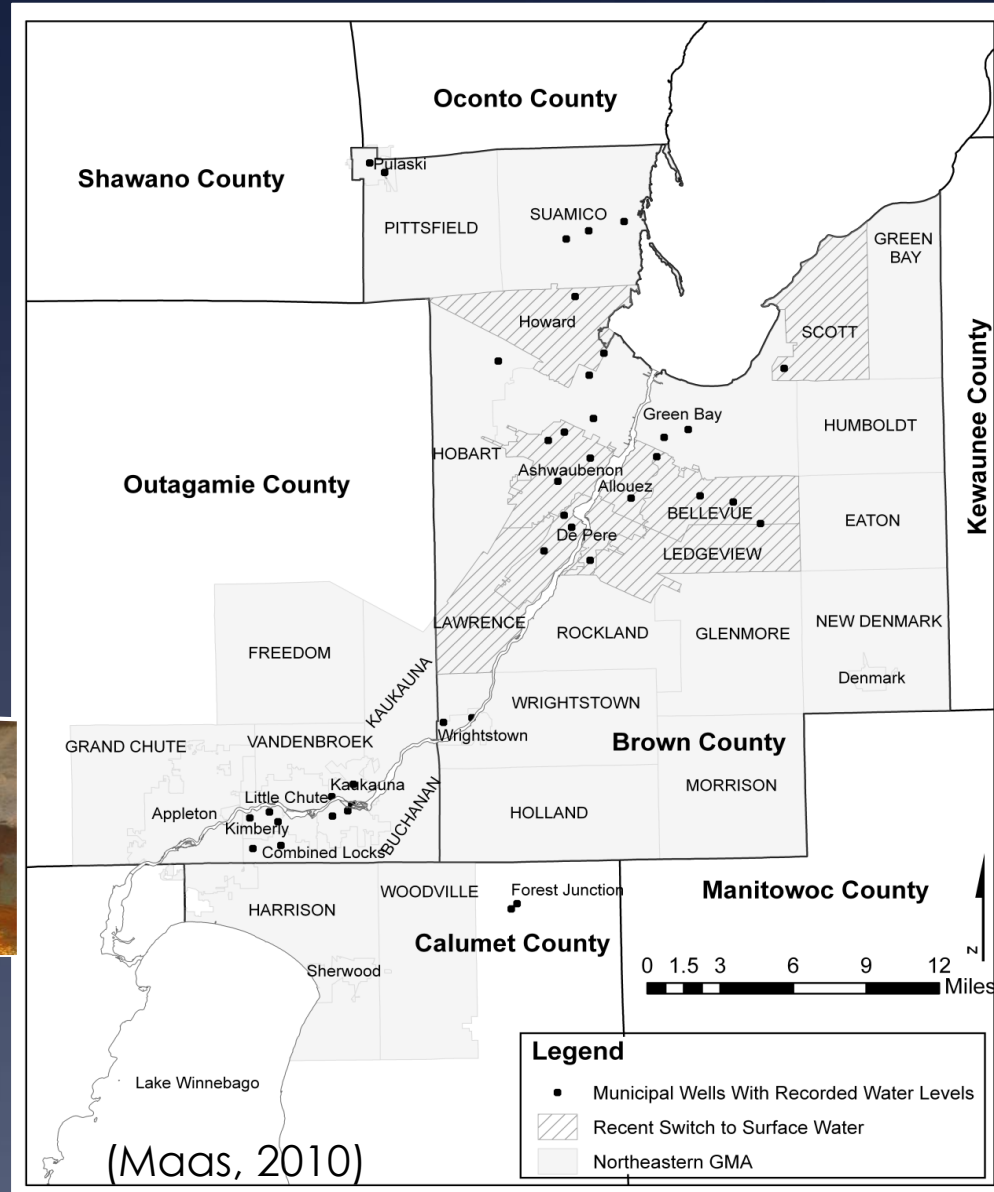 Oconto County
Shawano County
Pulaski
PITTSFIELD
SUAMICO
GREEN
BAY
Howard
SCOTT
Kewaunee County
Green Bay
HUMBOLDT
HOBART
Outagamie County
Ashwaubenon
Allouez
BELLEVUE
EATON
De Pere
LEDGEVIEW
LAWRENCE
ROCKLAND
GLENMORE
NEW DENMARK
FREEDOM
Denmark
KAUKAUNA
WRIGHTSTOWN
GRAND CHUTE
VANDENBROEK
Wrightstown
Brown County
Kaukauna
MORRISON
Little Chute
BUCHANAN
HOLLAND
Appleton
Kimberly
Combined Locks
WOODVILLE
Forest Junction
Manitowoc County
HARRISON
Calumet County
Sherwood
N
0 1.5 3 6 9 12
Miles
Legend
Municipal Wells With Recorded Water Levels
Recent Switch to Surface Water
Northeastern GMA
Lake Winnebago
(Maas, 2010)